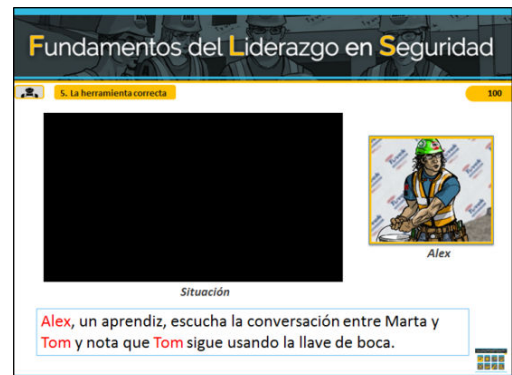 Fundamentos del Liderazgo en Seguridad
5. La herramienta correcta
100
Alex
Situación
Alex, un aprendiz, escucha la conversación entre Marta y
Tom y nota que Tom sigue usando la llave de boca.